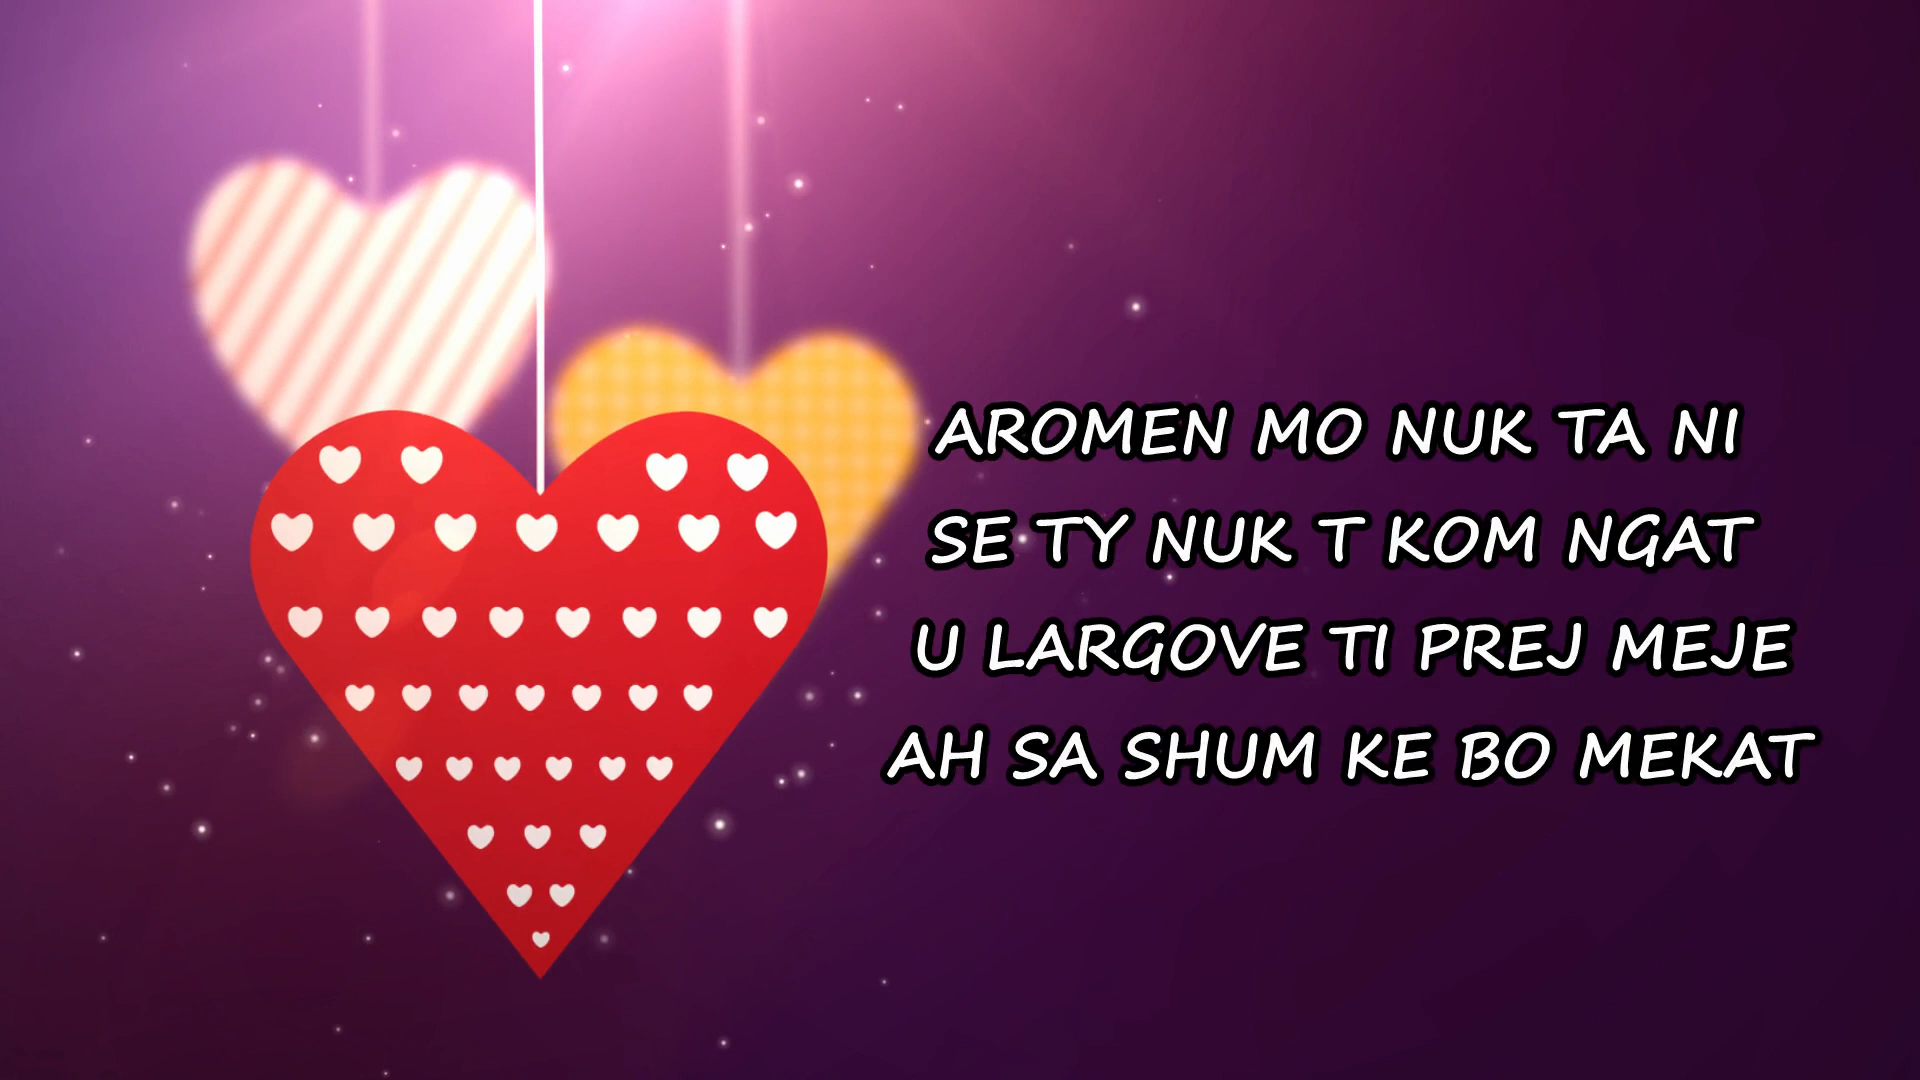 AROMEN MO NUK TA NI
SE TY NUK T KOM NGAT
U LARGOVE TI PREJ MEJE
AH SA SHUM KE BO MEKAT